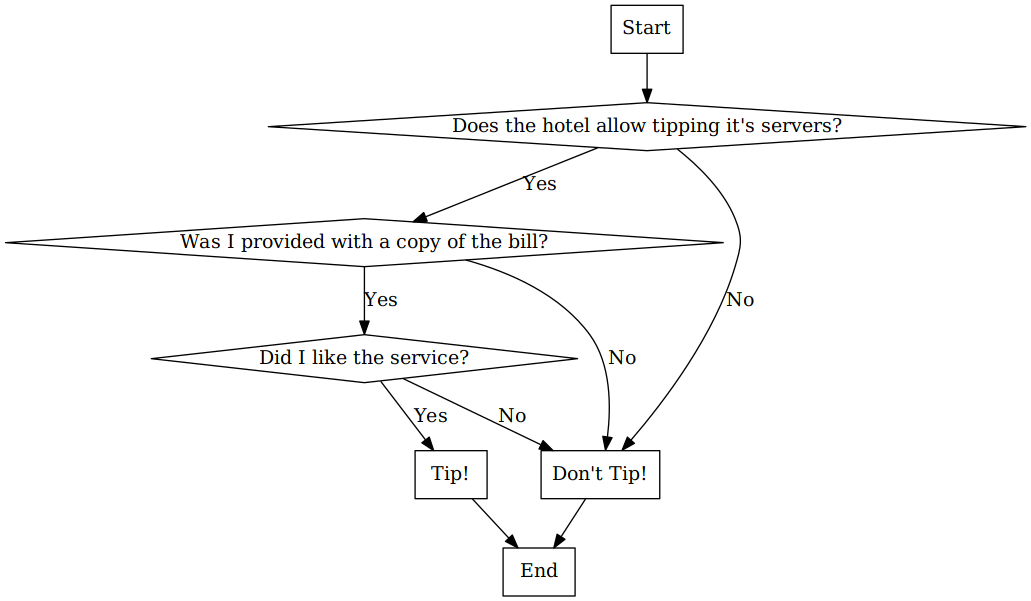 Start
Does the hotel allow tipping it's servers?
Yes
Was I provided with a copy of the bill?
Yes
No
Did I like the service?
No
Yes
No
Tip!
Don't Tip!
End